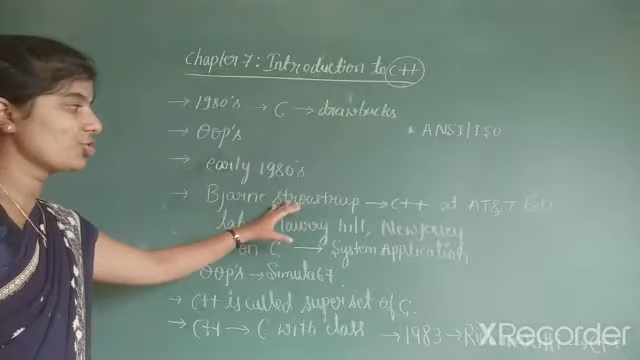 Chapter 7: Introduction to C++
→ 1980's → C → drawbacks
* ANSI/ISO
→ OOP's
→ early 1980's
→ Bjarne Stroustrup → C++ at AT&T Bell
Lab hill, New Jersey
on C → System Application
OOP's → Simula67.
→ C++ is called superset of C.
→ C++ → C with class → 1983 →
XRecorder